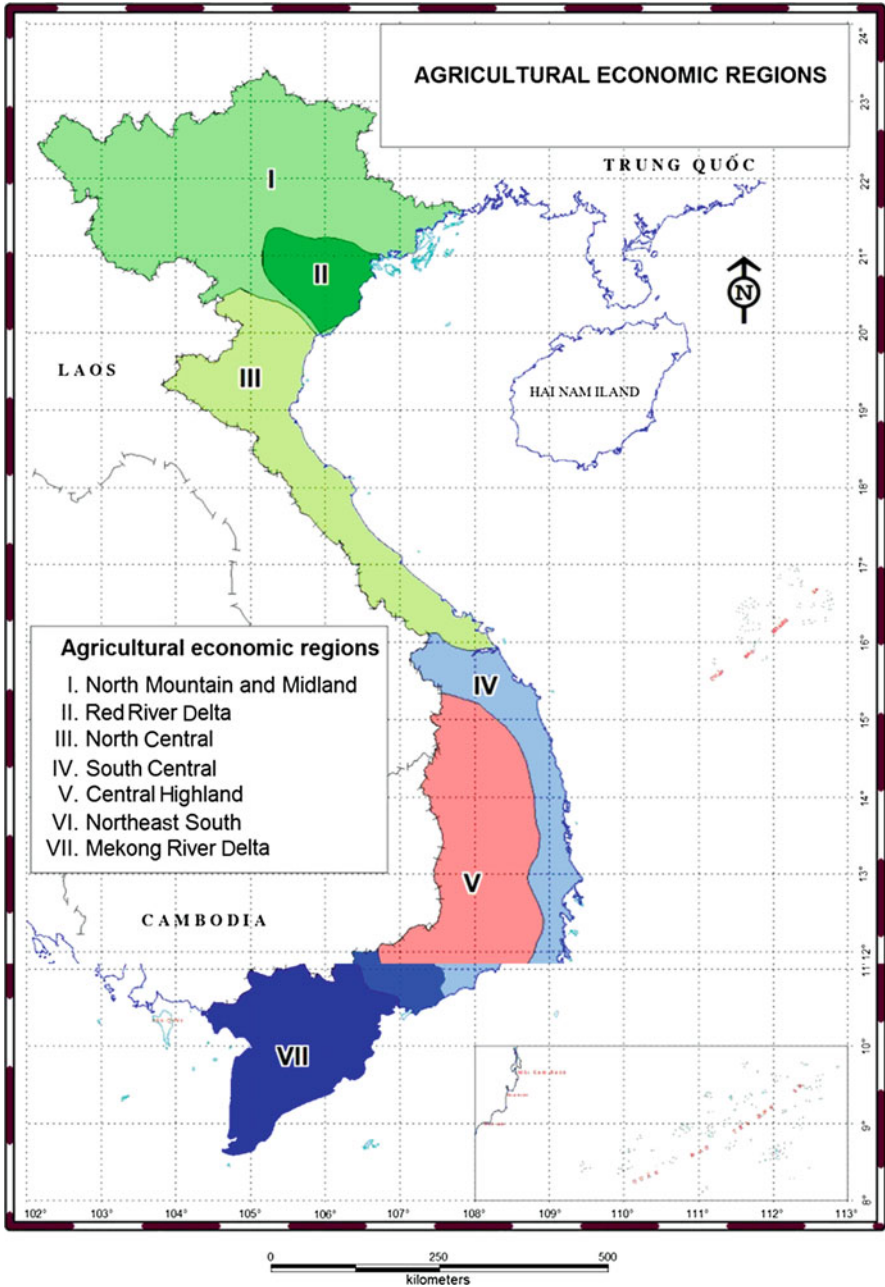 AGRICULTURAL ECONOMIC REGIONS
TRUNG QUỐC
I
II
N
LAOS
III
HAI NAM ILAND
Agricultural economic regions
I. North Mountain and Midland
II. Red River Delta
III. North Central
IV. South Central
V. Central Highland
VI. Northeast South
VII. Mekong River Delta
IV
V
CAMBODIA
VII
24°
23°
22°
21°
20°
19°
18°
17°
16°
15°
14°
13°
11°12°
10°
9°
8°
102° 103° 104° 105° 106° 107° 108° 109° 110° 111° 112° 113°
0 250 500
kilometers